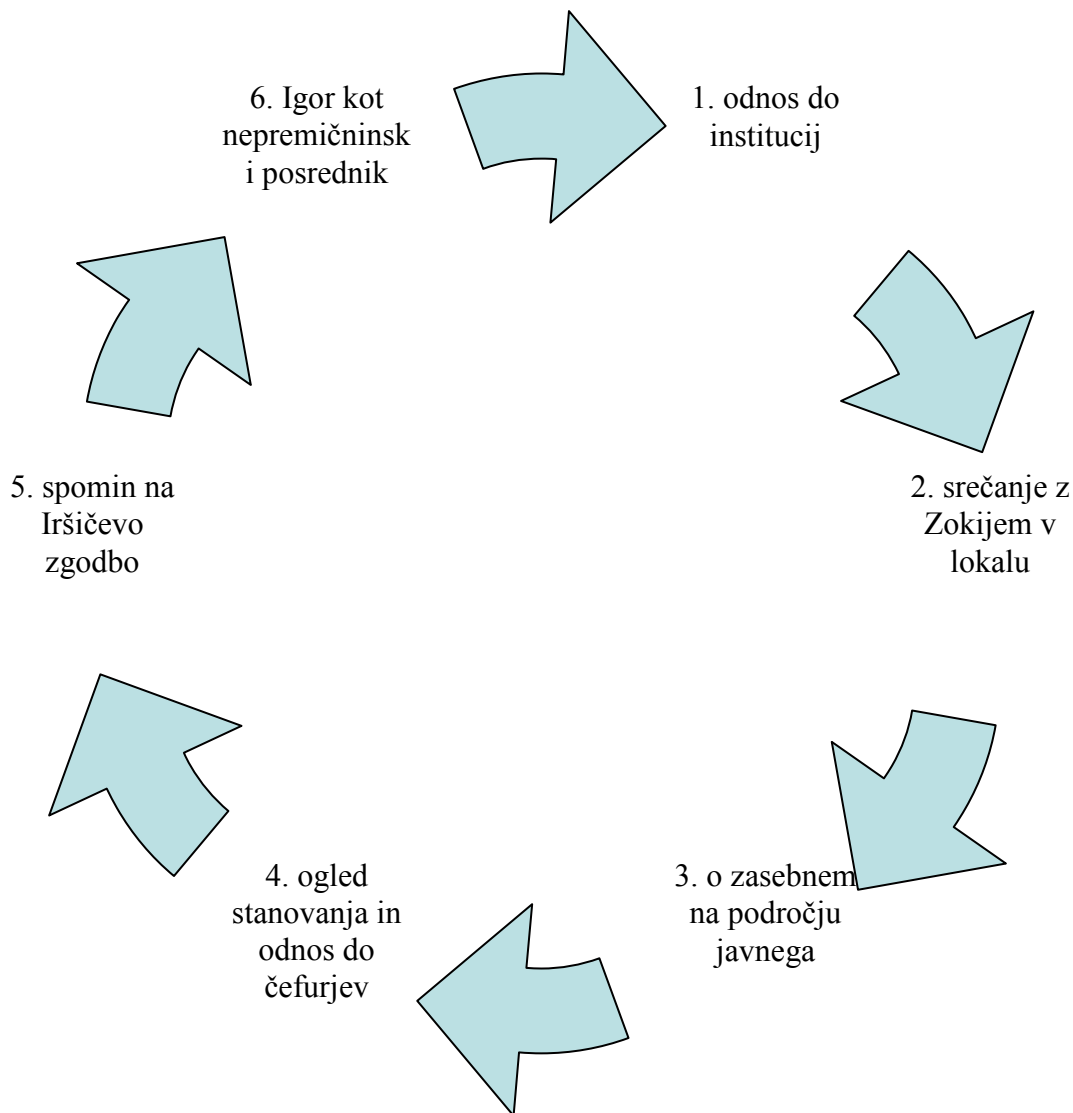 1. odnos do
institucij
2. srečanje z
Zokijem v
lokalu
3. o zasebnem
na področju
javnega
4. ogled
stanovanja in
odnos do
čefurjev
5. spomin na
Iršičevo
zgodbo
6. Igor kot
nepremičninsk
i posrednik